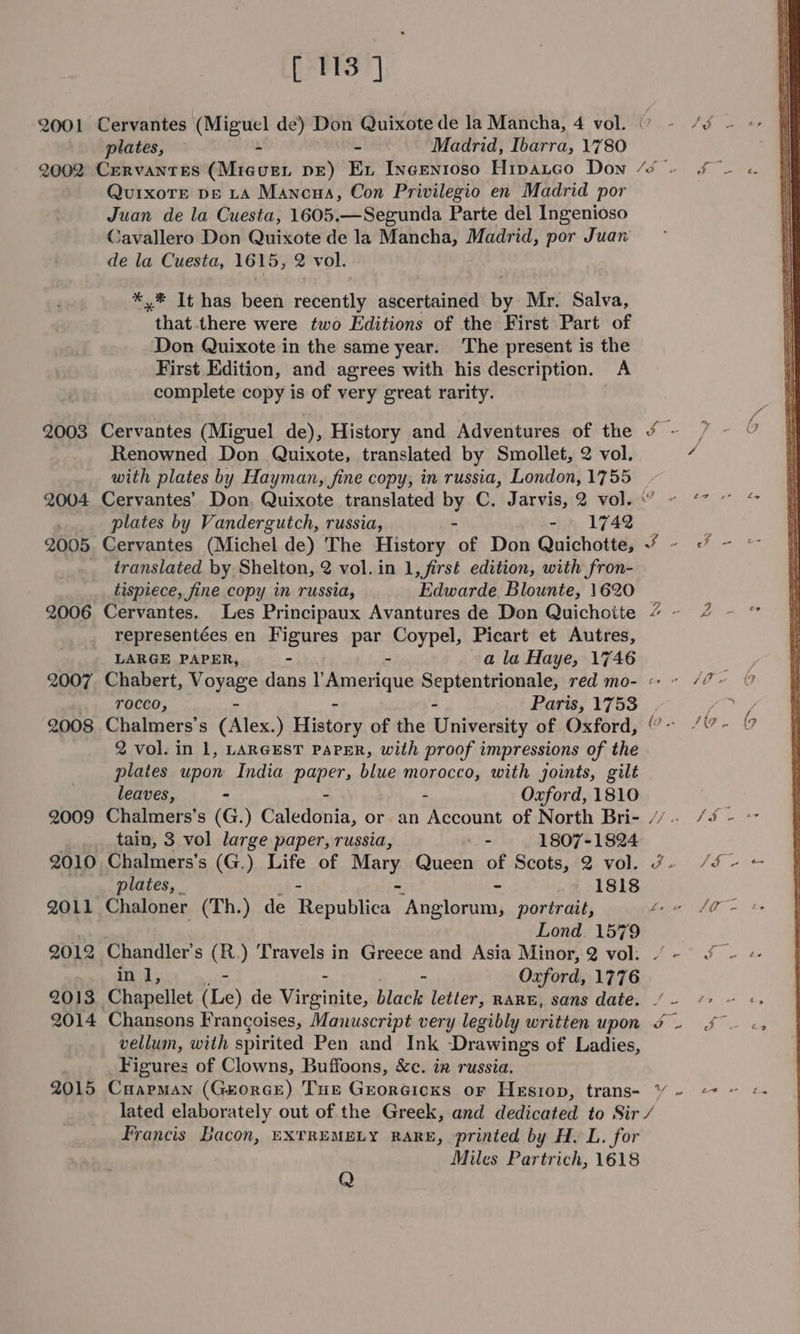 [ 113 ]
2001 Cervantes (Miguel de) Don Quixote de la Mancha, 4 vol.
plates, - - Madrid, Ibarra, 1780
2002 CERVANTES (MIGUEL DE) EL INGENIOSO HIDALGO DON
QUIXOTE DE LA MANCHA, Con Privilegio en Madrid por
Juan de la Cuesta, 1605.—Segunda Parte del Ingenioso
Cavallero Don Quixote de la Mancha, Madrid, por Juan
de la Cuesta, 1615, 2 vol.
*,* It has been recently ascertained by Mr. Salva,
that there were two Editions of the First Part of
Don Quixote in the same year. The present is the
First Edition, and agrees with his description. A
complete copy is of very great rarity.
2003 Cervantes (Miguel de), History and Adventures of the
Renowned Don Quixote, translated by Smollet, 2 vol.
with plates by Hayman, fine copy, in russia, London, 1755
2004 Cervantes' Don Quixote translated by C. Jarvis, 2 vol.
plates by Vandergutch, russia, - - 1742
2005 Cervantes (Michel de) The History of Don Quichotte,
translated by Shelton, 2 vol. in 1, first edition, with fron-
tispiece, fine copy in russia, Edwarde Blounte, 1620
2006 Cervantes. Les Principaux Avantures de Don Quichotte
representées en Figures par Coypel, Picart et Autres,
LARGE PAPER, - - a la Haye, 1746
2007 Chabert, Voyage dans l'Amerique Septentrionale, red mo-
rocco, - - - Paris, 1753
2008 Chalmers's (Alex.) History of the University of Oxford,
2 vol. in 1, LARGEST PAPER, with proof impressions of the
plates upon India paper, blue morocco, with joints, gilt
leaves, - - - Oxford, 1810
2009 Chalmers's (G.) Caledonia, or an Account of North Bri-
tain, 3 vol large paper, russia, - 1807-1824
2010 Chalmers's (G.) Life of Mary Queen of Scots, 2 vol.
plates, - - - 1818
2011 Chaloner (Th.) de Republica Anglorum, portrait,
Lond. 1579
2012 Chandler's (R.) Travels in Greece and Asia Minor, 2 vol.
in 1, - - - Oxford, 1776
2013 Chapellet (Le) de Virginite, black letter, RARE, sans date.
2014 Chansons Françoises, Manuscript very legibly written upon
vellum, with spirited Pen and Ink Drawings of Ladies,
Figures of Clowns, Buffoons, &c. in russia.
2015 CHAPMAN (GEORGE) THE GEORGICKS OF HESIOD, trans-
lated elaborately out of the Greek, and dedicated to Sir
Francis Bacon, EXTREMELY RARE, printed by H. L. for
Miles Partrich, 1618
Q